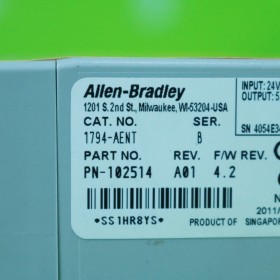 Allen-Bradley
1201 S. 2nd St., Milwaukee, WI-53204-USA
CAT. NO. SER.
1794-AENT B
PART NO. REV. F/W REV.
PN-102514 A01 4.2
*SS1HR8YS*
INPUT: 24V
OUTPUT: 5
SN 4054E3
2011/
PRODUCT OF SINGAPOR